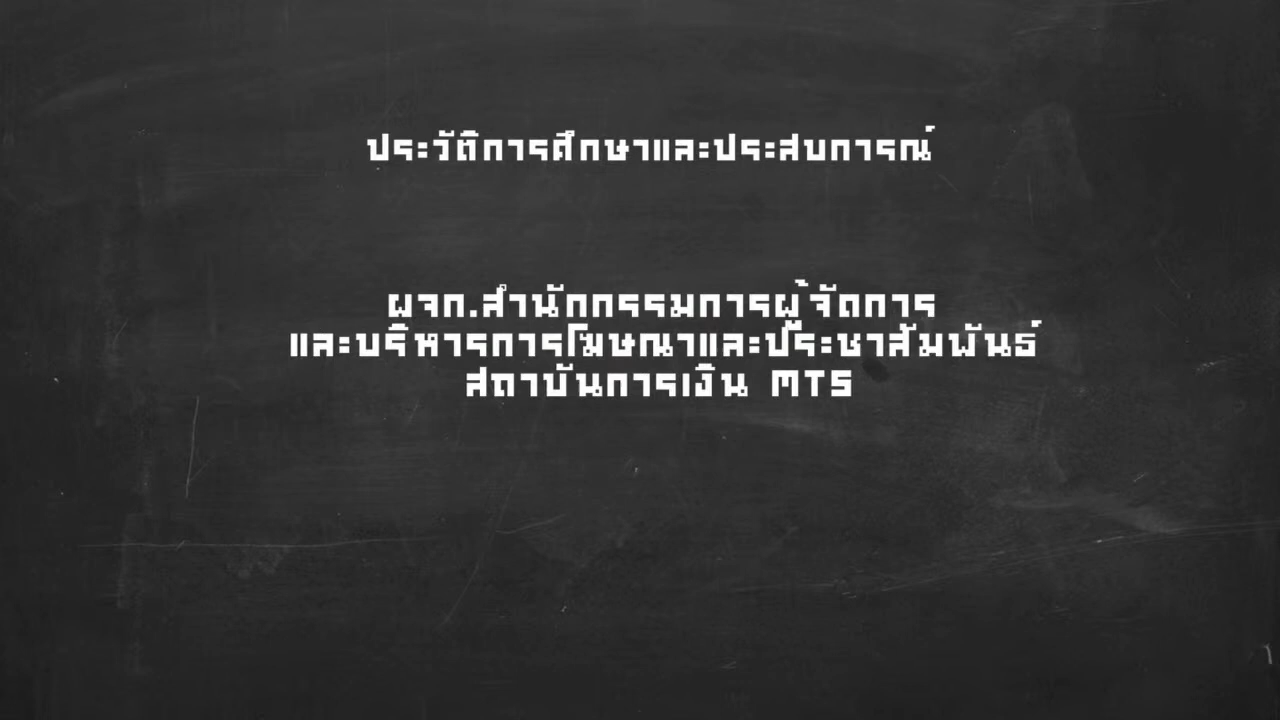 ประวัติการศึกษาและประสบการณ์
ผจก.สำนักกรรมการผู้จัดการ
และบริหารการโฆษณาและประชาสัมพันธ์
สถาบันการเงิน MTS